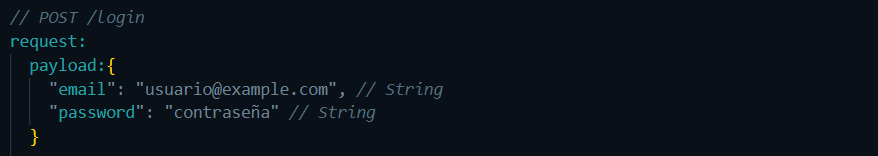 // POST /login
request:
payload:{
"email": "usuario@example.com", // String
"password": "contraseña" // String
}